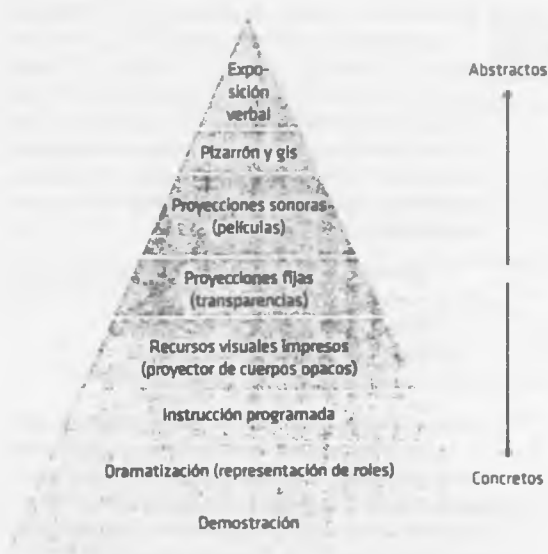 Expo-
sición
verbal
Abstractos
Pizarrón y gis
Proyecciones sonoras
(películas)
Proyecciones fijas
(transparencias)
Recursos visuales impresos
(proyector de cuerpos opacos)
Instrucción programada
Dramatización (representación de roles)
Concretos
Demostración